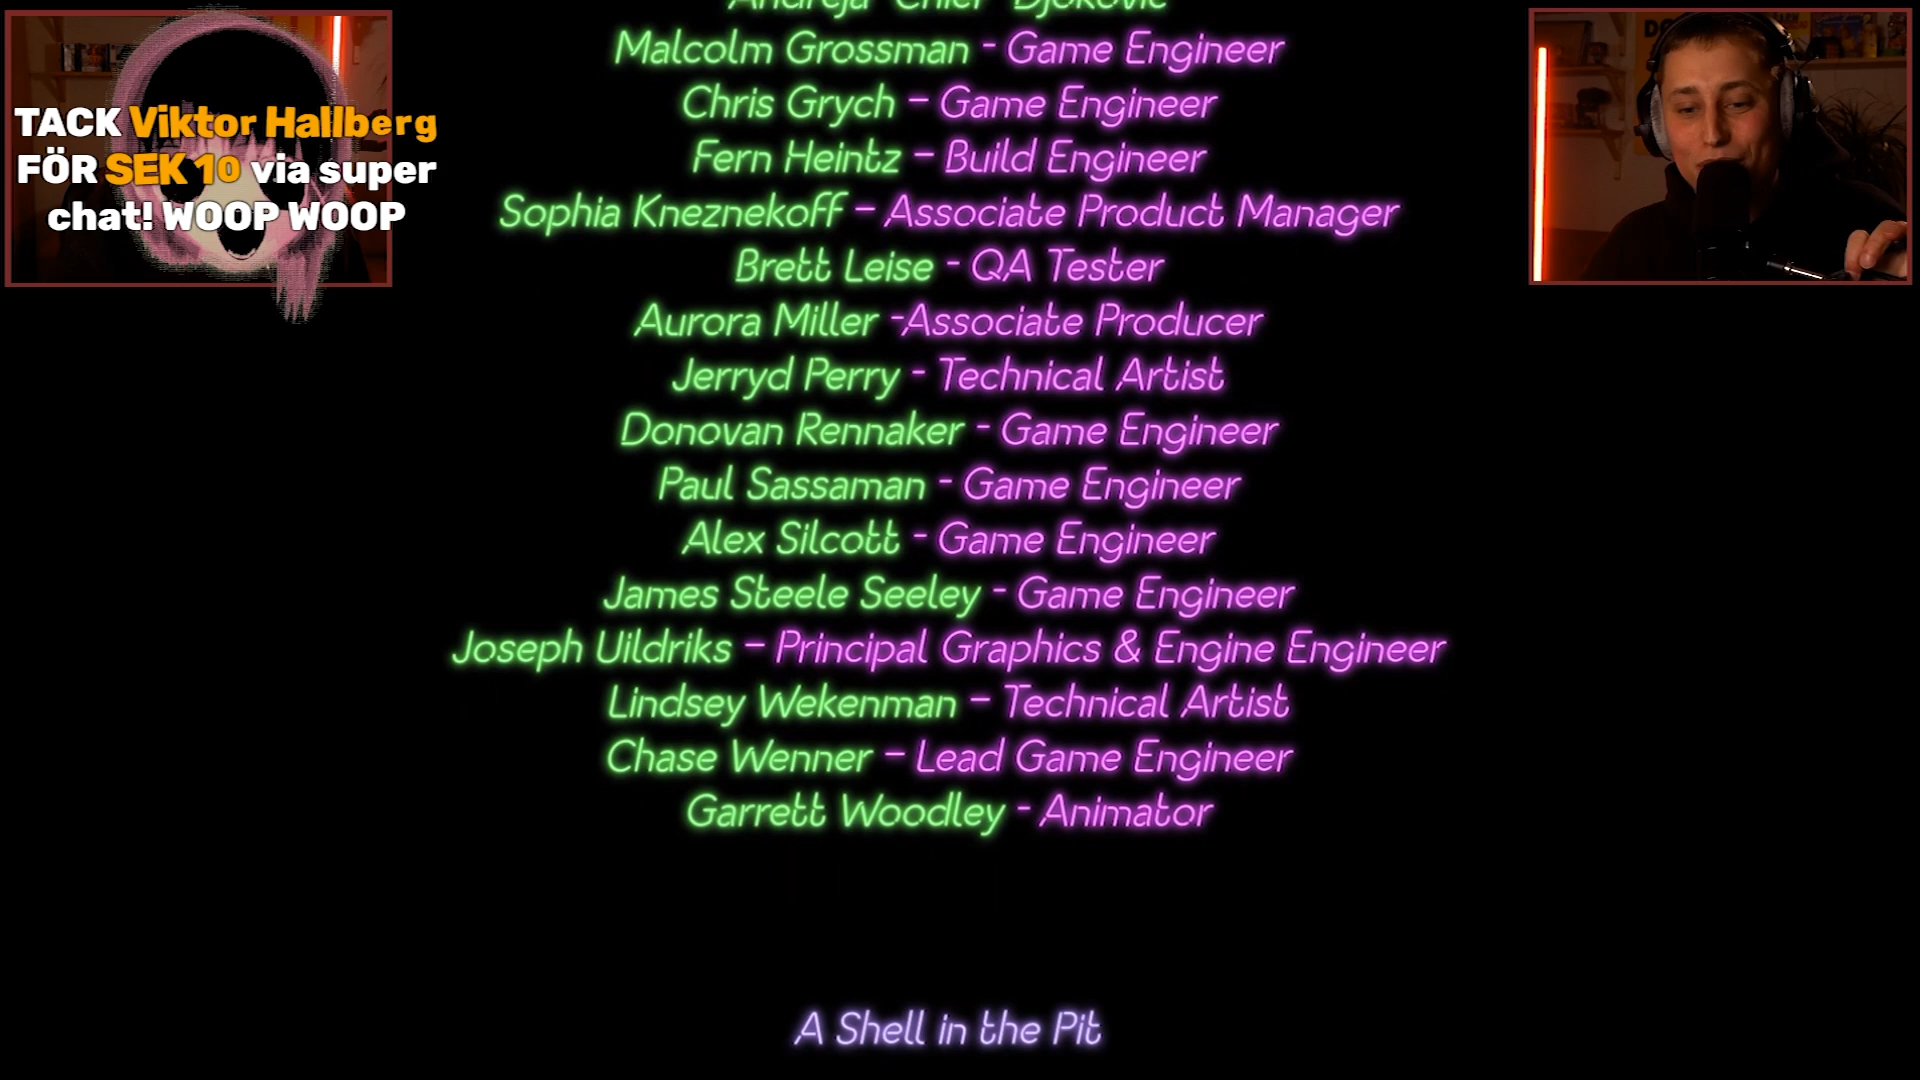 Andreja "Chief" Djokovic
Malcolm Grossman - Game Engineer
Chris Grych – Game Engineer
Fern Heintz – Build Engineer
Sophia Kneznekoff – Associate Product Manager
Brett Leise - QA Tester
Aurora Miller -Associate Producer
Jerryd Perry - Technical Artist
Donovan Rennaker - Game Engineer
Paul Sassaman - Game Engineer
Alex Silcott - Game Engineer
James Steele Seeley - Game Engineer
Joseph Uildriks – Principal Graphics & Engine Engineer
Lindsey Wekenman – Technical Artist
Chase Wenner – Lead Game Engineer
Garrett Woodley - Animator
A Shell in the Pit
TACK Viktor Hallberg
FÖR SEK 10 via super
chat! WOOP WOOP